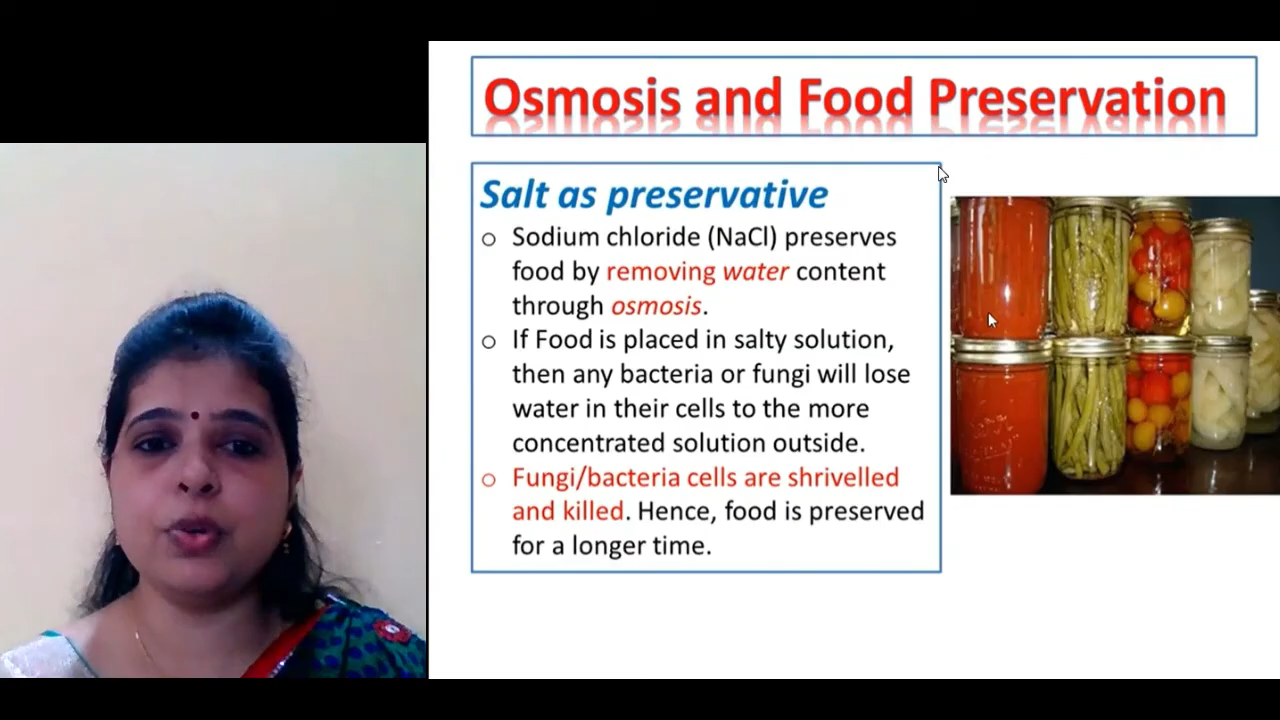 Osmosis and Food Preservation
Salt as preservative
o Sodium chloride (NaCl) preserves
food by removing water content
through osmosis.
o If Food is placed in salty solution,
then any bacteria or fungi will lose
water in their cells to the more
concentrated solution outside.
o Fungi/bacteria cells are shrivelled
and killed. Hence, food is preserved
for a longer time.